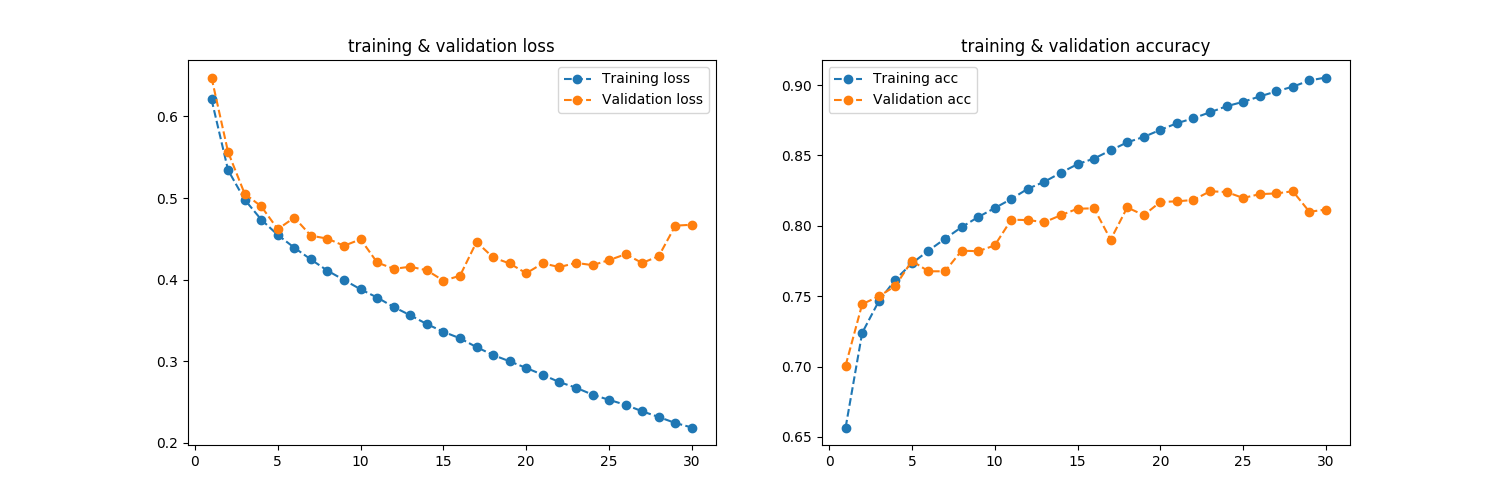 training & validation loss
Training loss
Validation loss
0.6
0.5
0.4
0.3
0.2
0 5 10 15 20 25 30
training & validation accuracy
Training acc
Validation acc
0.90
0.85
0.80
0.75
0.70
0.65
0 5 10 15 20 25 30